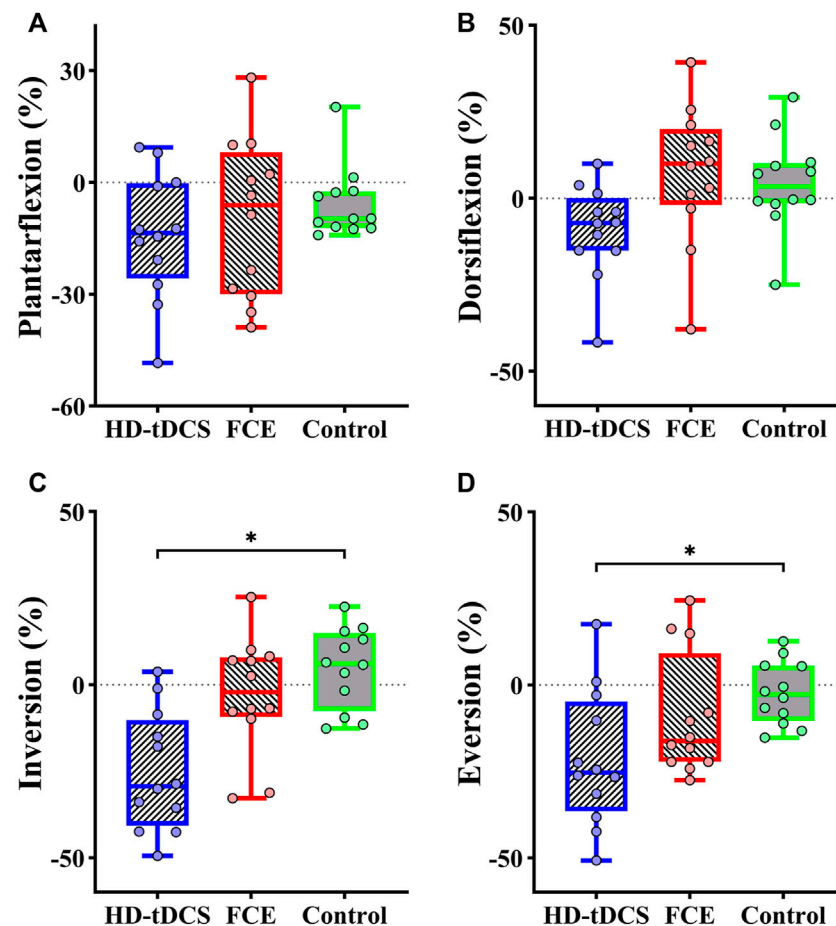 A
Plantarflexion (%)
30
0
-30
-60
HD-tDCS FCE Control
B
Dorsiflexion (%)
50
0
-50
HD-tDCS FCE Control
C
Inversion (%)
50
0
-50
*
HD-tDCS FCE Control
D
Eversion (%)
50
0
-50
*
HD-tDCS FCE Control